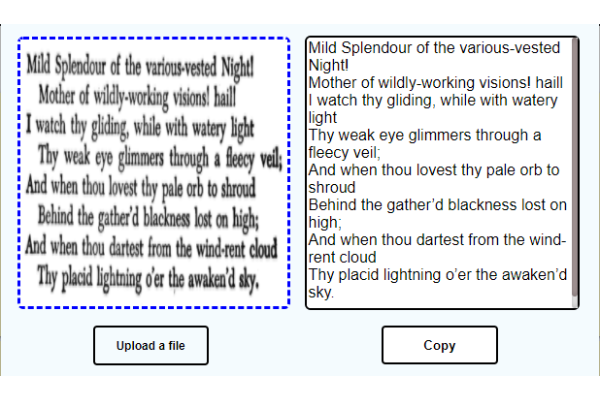 Mild Splendour of the various-vested Night!
Mother of wildly-working visions! hail!
I watch thy gliding, while with watery light
Thy weak eye glimmers through a fleecy veil;
And when thou lovest thy pale orb to shroud
Behind the gather'd blackness lost on high;
And when thou dartest from the wind-rent cloud
Thy placid lightning o'er the awaken'd sky.
Upload a file
Mild Splendour of the various-vested
Night!
Mother of wildly-working visions! haill
I watch thy gliding, while with watery
light
Thy weak eye glimmers through a
fleecy veil;
And when thou lovest thy pale orb to
shroud
Behind the gather'd blackness lost on
high;
And when thou dartest from the wind-
rent cloud
Thy placid lightning o'er the awaken'd
sky.
Copy